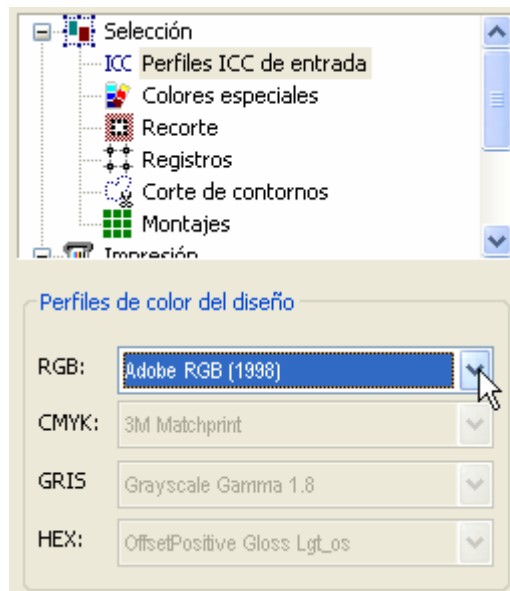 Selección
ICC Perfiles ICC de entrada
Colores especiales
Recorte
Registros
Corte de contornos
Montajes
Impresión
Perfiles de color del diseño
RGB: Adobe RGB (1998)
CMYK: 3M Matchprint
GRIS Grayscale Gamma 1.8
HEX: OffsetPositive Gloss Lgt_os